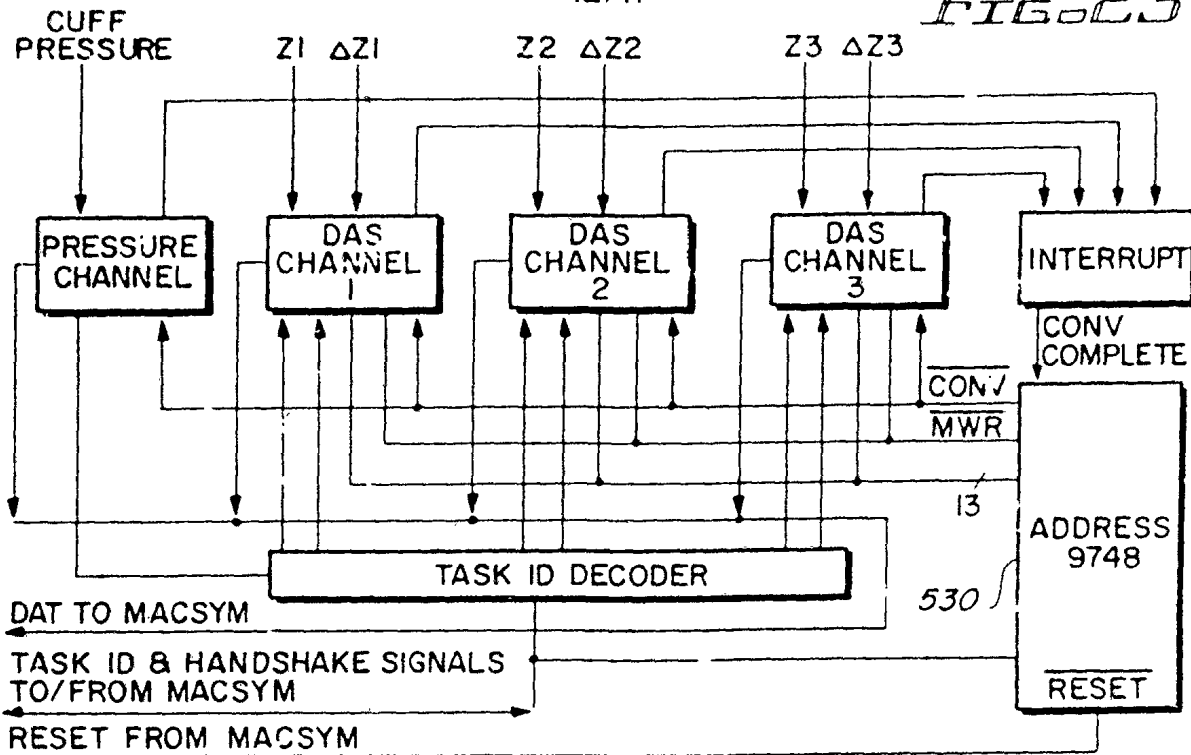 CUFF
PRESSURE
Z1 ΔZ1
Z2 ΔZ2
Z3 ΔZ3
PRESSURE
CHANNEL
DAS
CHANNEL
1
DAS
CHANNEL
2
DAS
CHANNEL
3
INTERRUPT
CONV
COMPLETE
CONV
MWR
13
ADDRESS
9748
TASK ID DECODER
530
DAT TO MACSYM
TASK ID & HANDSHAKE SIGNALS
TO/FROM MACSYM
RESET
RESET FROM MACSYM